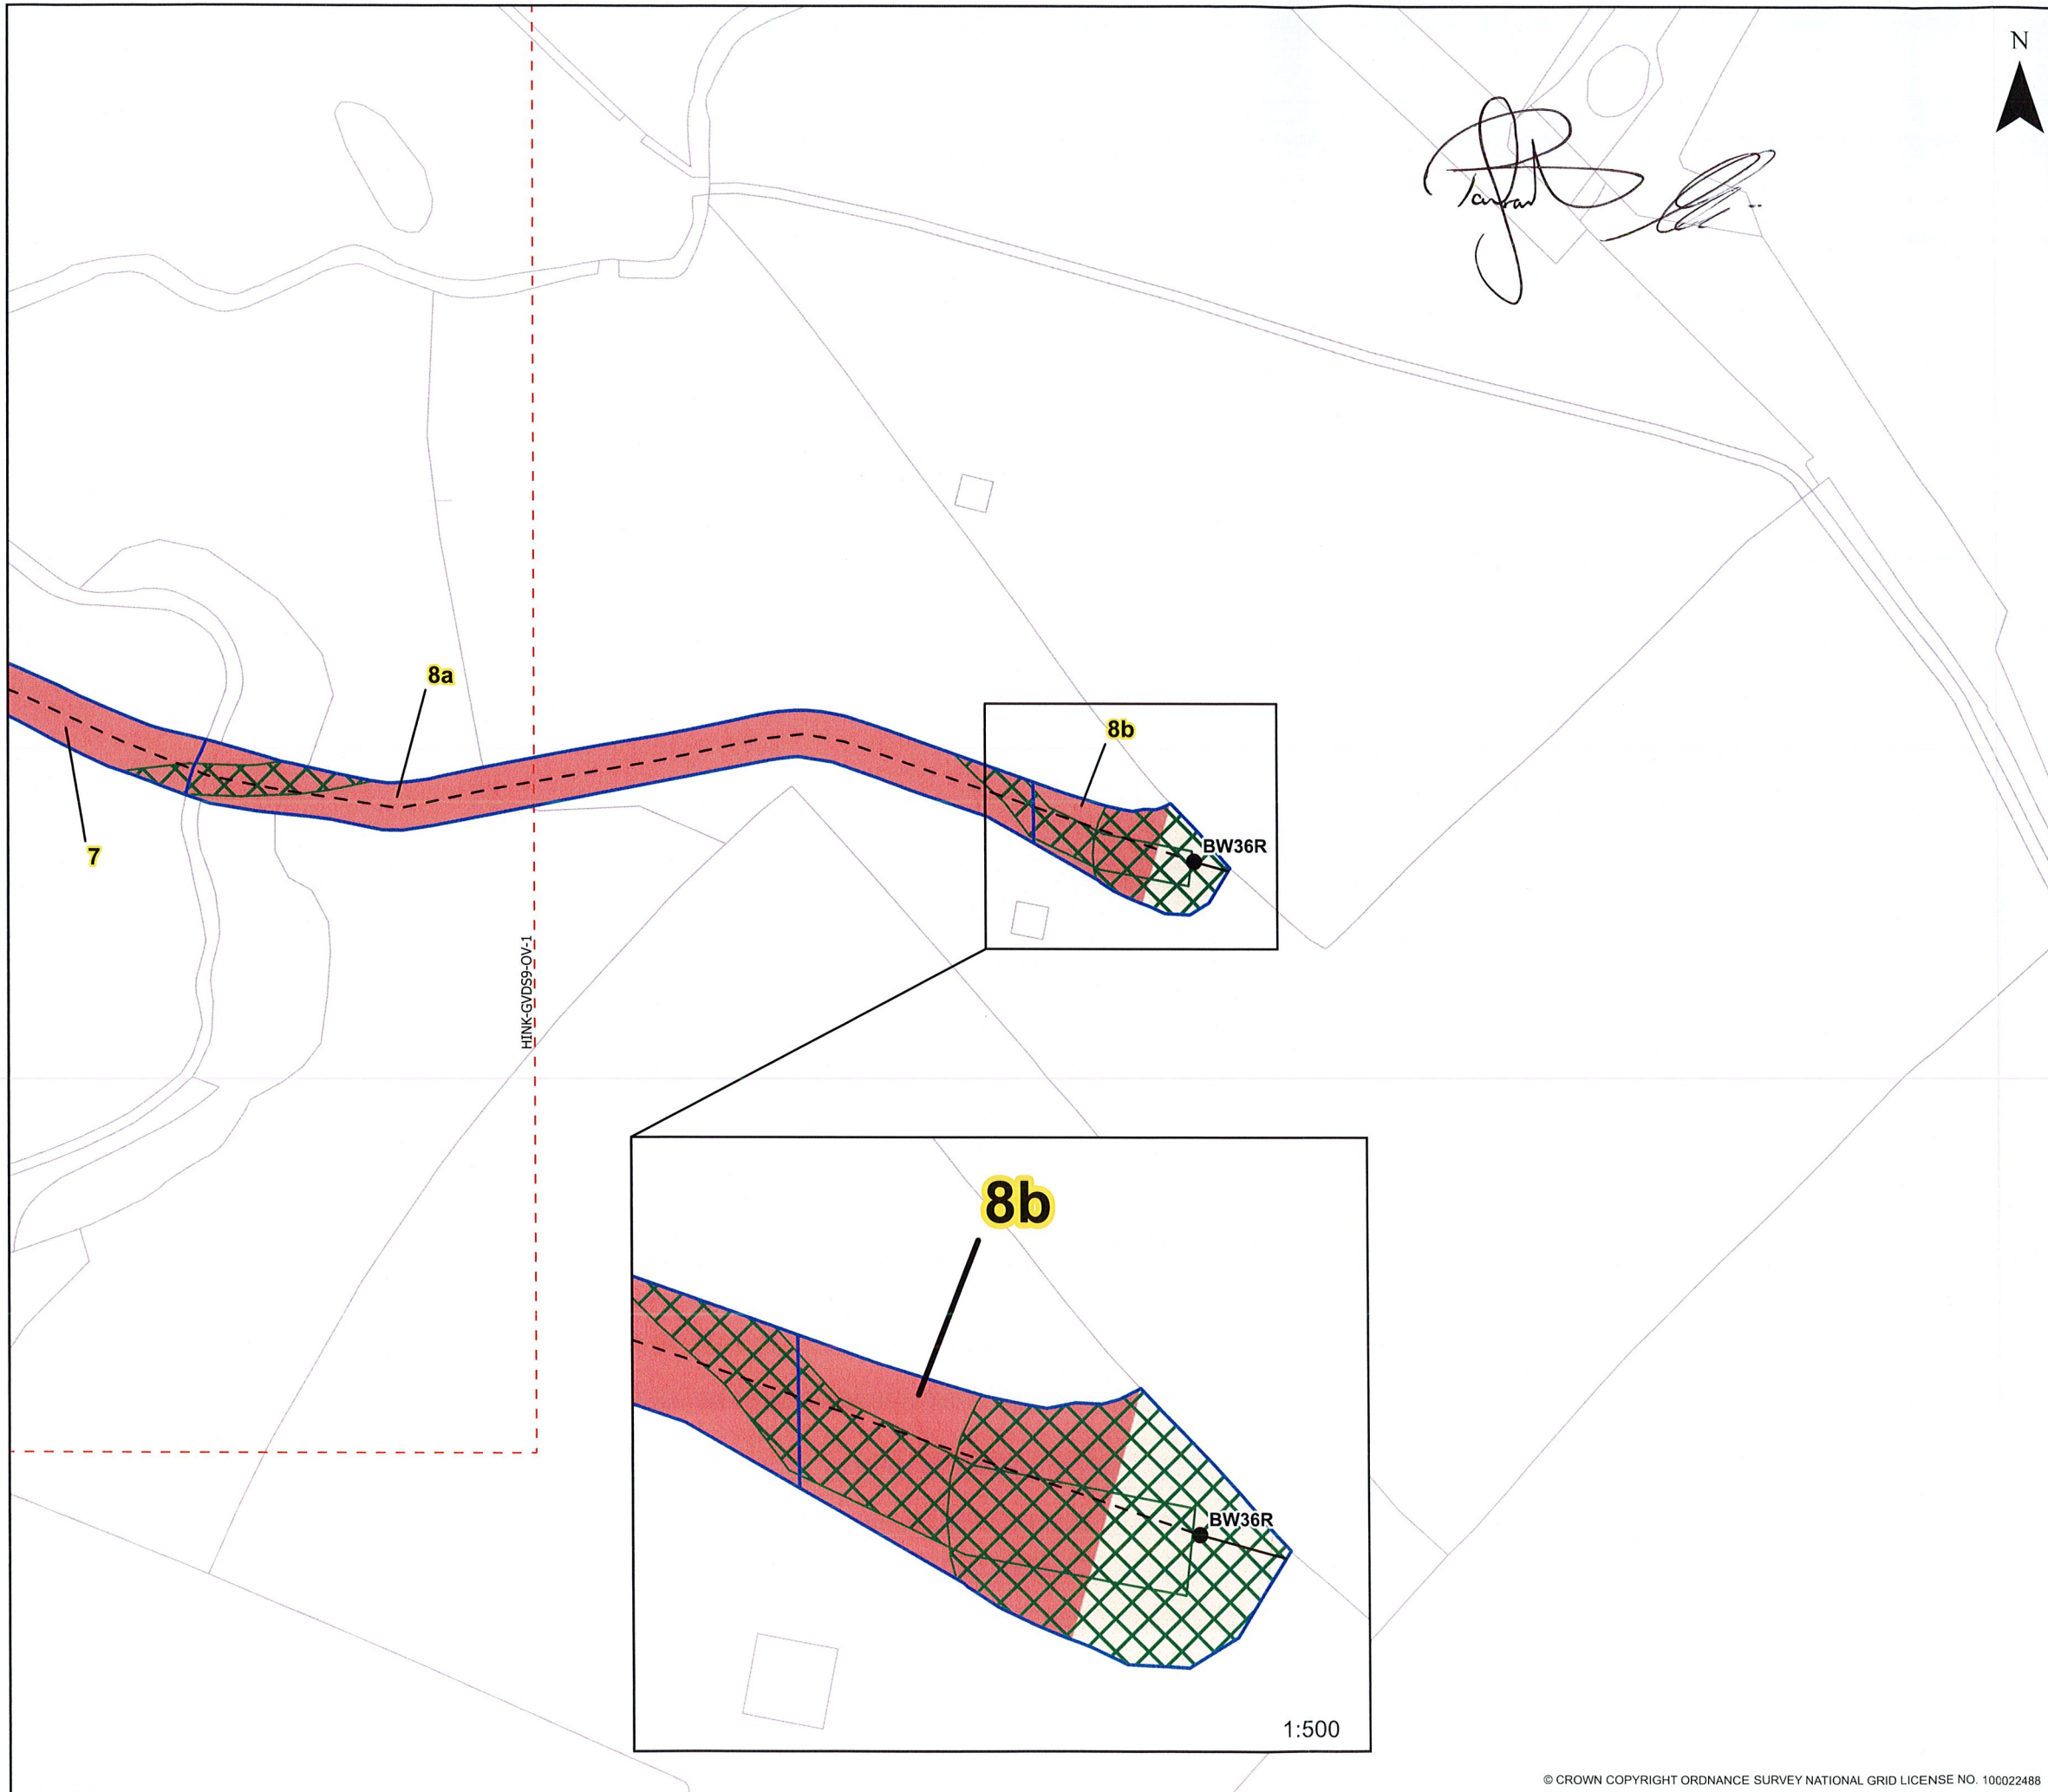 N
8a
8b
BW36R
7
HINK-GVDS9-OV-1
8b
BW36R
1:500
© CROWN COPYRIGHT ORDNANCE SURVEY NATIONAL GRID LICENSE NO. 100022488